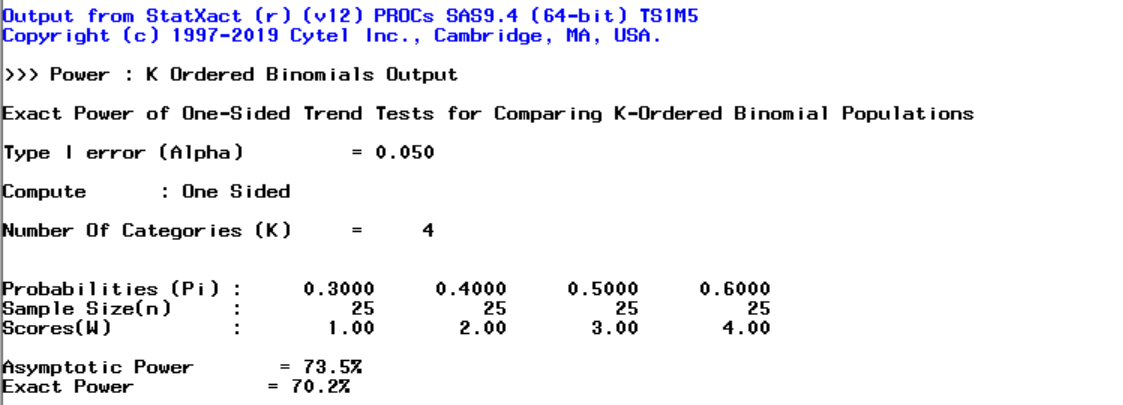 Output from StatXact (r) (v12) PROCs SAS9.4 (64-bit) TS1M5
Copyright (c) 1997-2019 Cytel Inc., Cambridge, MA, USA.
>>> Power : K Ordered Binomials Output
Exact Power of One-Sided Trend Tests for Comparing K-Ordered Binomial Populations
Type I error (Alpha) = 0.050
Compute : One Sided
Number Of Categories (K) = 4
Probabilities (Pi) : 0.3000 0.4000 0.5000 0.6000
Sample Size(n) : 25 25 25 25
Scores(W) : 1.00 2.00 3.00 4.00
Asymptotic Power = 73.5%
Exact Power = 70.2%